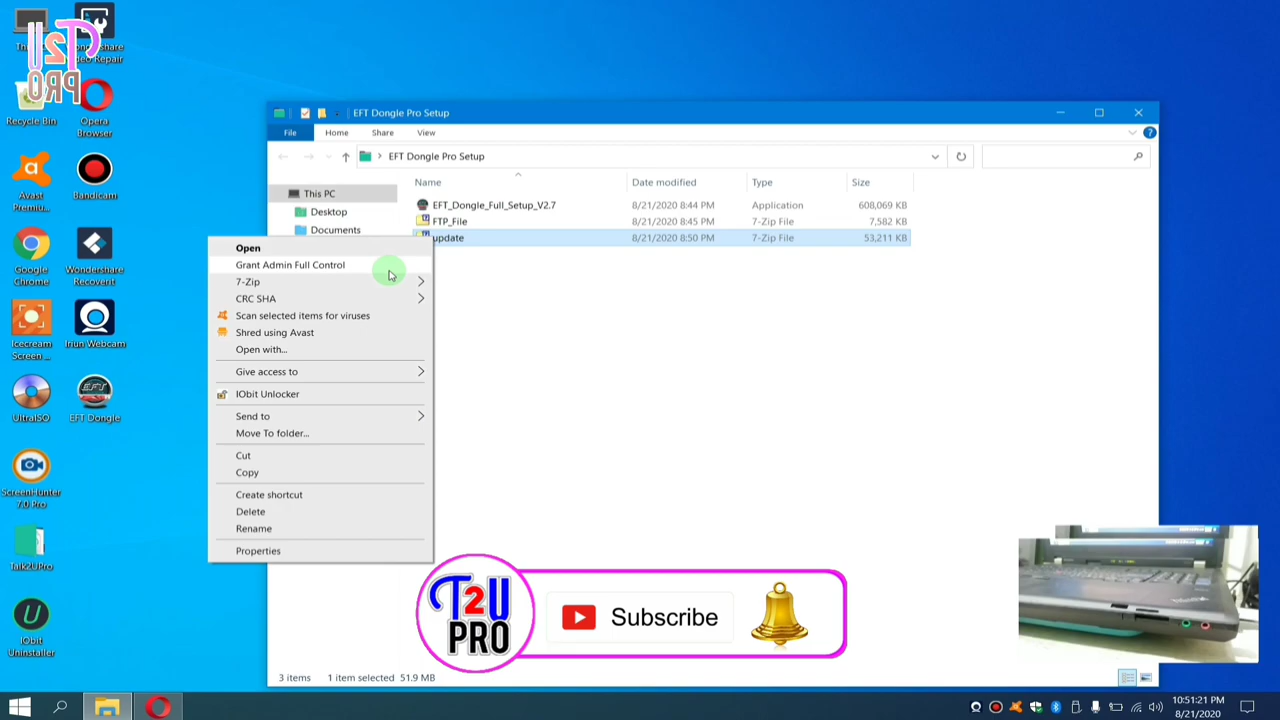 T2U
PRO
Recycle Bin
Opera
Browser
Avast
Premiu...
Bandicam
Google
Chrome
Wondershare
Recoverit
Icecream
Screen ...
Iriun Webcam
UltraISO
EFT Dongle
ScreenHunter
7.0 Pro
Talk2UPro
IObit
Uninstaller
EFT Dongle Pro Setup
File Home Share View
EFT Dongle Pro Setup
Name Date modified Type Size
This PC
Desktop
Documents
EFT_Dongle_Full_Setup_V2.7 8/21/2020 8:44 PM Application 608,069 KB
FTP_File 8/21/2020 8:45 PM 7-Zip File 7,582 KB
update 8/21/2020 8:50 PM 7-Zip File 53,211 KB
Open
Grant Admin Full Control
7-Zip
CRC SHA
Scan selected items for viruses
Shred using Avast
Open with...
Give access to
IObit Unlocker
Send to
Move To folder...
Cut
Copy
Create shortcut
Delete
Rename
Properties
T2U
PRO
Subscribe
3 items 1 item selected 51.9 MB
10:51:21 PM
8/21/2020